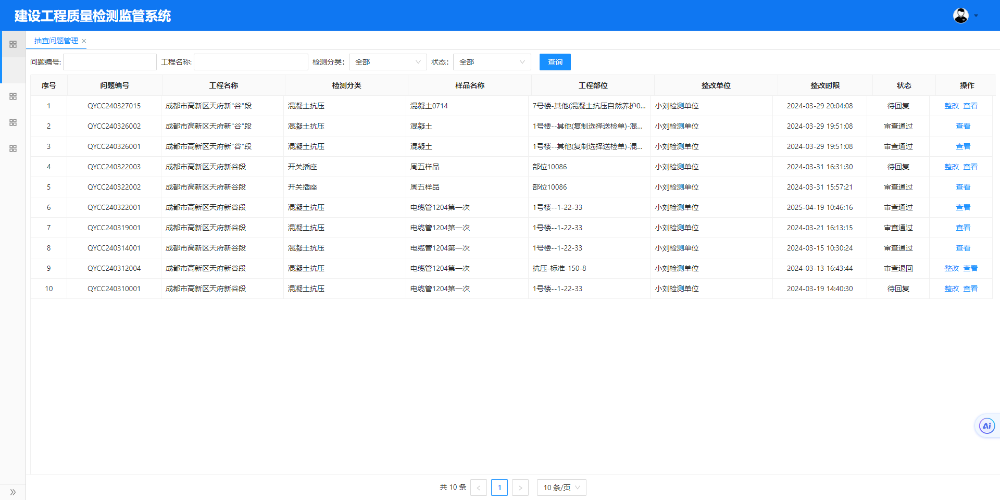 建设工程质量检测监管系统
抽查问题管理
问题编号: 工程名称: 检测分类: 全部 状态: 全部 查询
序号 问题编号 工程名称 检测分类 样品名称 工程部位 整改单位 整改时限 状态 操作
1 QYCC240327015 成都市高新区天府新"谷"段 混凝土抗压 混凝土0714 7号楼-其他(混凝土抗压自然养护0... 小刘检测单位 2024-03-29 20:04:08 待回复 整改 查看
2 QYCC240326002 成都市高新区天府新"谷"段 混凝土抗压 混凝土 1号楼--其他(复制选择送检单)-混... 小刘检测单位 2024-03-29 19:51:08 审查通过 查看
3 QYCC240326001 成都市高新区天府新"谷"段 混凝土抗压 混凝土 1号楼--其他(复制选择送检单)-混... 小刘检测单位 2024-03-29 19:51:08 审查通过 查看
4 QYCC240322003 成都市高新区天府新谷段 开关插座 周五样品 部位10086 小刘检测单位 2024-03-31 16:31:30 待回复 整改 查看
5 QYCC240322002 成都市高新区天府新谷段 开关插座 周五样品 部位10086 小刘检测单位 2024-03-31 15:57:21 审查通过 查看
6 QYCC240322001 成都市高新区天府新谷段 混凝土抗压 电缆管1204第一次 1号楼--1-22-33 小刘检测单位 2025-04-19 10:46:16 审查通过 查看
7 QYCC240319001 成都市高新区天府新谷段 混凝土抗压 电缆管1204第一次 1号楼--1-22-33 小刘检测单位 2024-03-21 16:13:15 审查通过 查看
8 QYCC240314001 成都市高新区天府新谷段 混凝土抗压 电缆管1204第一次 1号楼--1-22-33 小刘检测单位 2024-03-15 10:30:24 审查通过 查看
9 QYCC240312004 成都市高新区天府新谷段 混凝土抗压 电缆管1204第一次 抗压-标准-150-8 小刘检测单位 2024-03-13 16:43:44 审查退回 整改 查看
10 QYCC240310001 成都市高新区天府新谷段 混凝土抗压 电缆管1204第一次 1号楼--1-22-33 小刘检测单位 2024-03-19 14:40:30 待回复 整改 查看
Ai
共 10 条 < 1 > 10 条/页